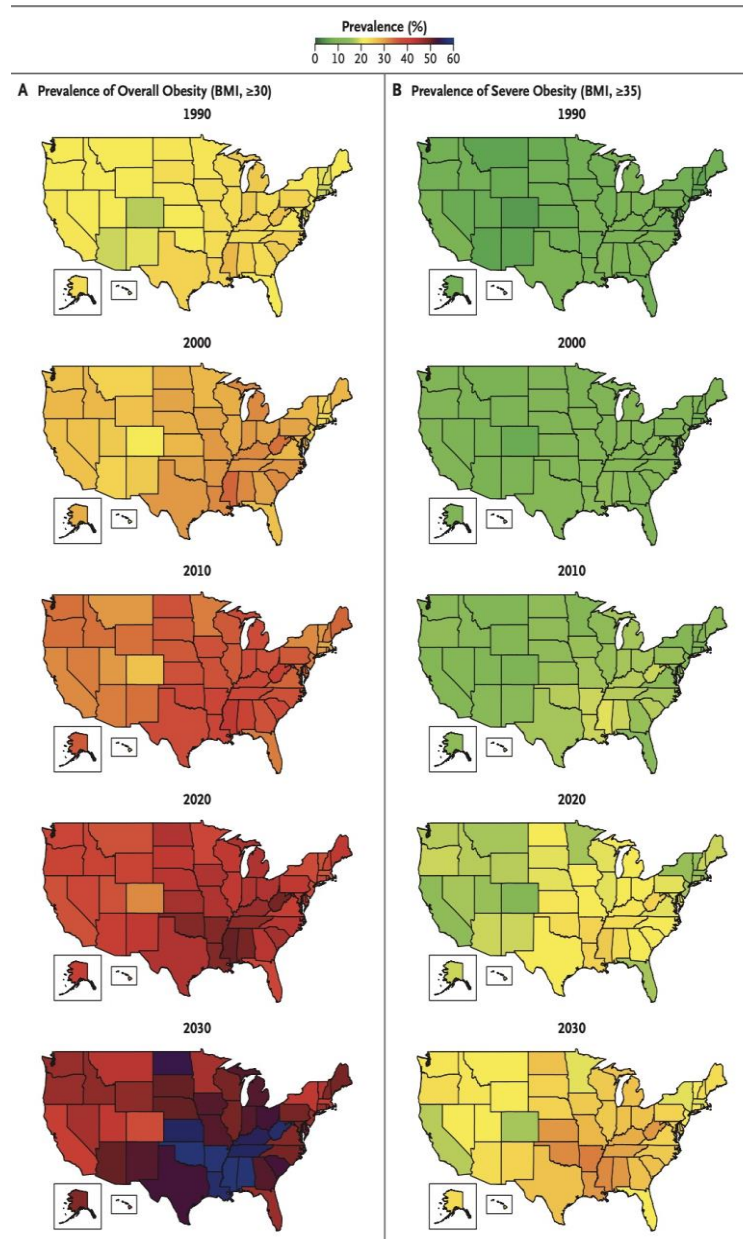 Prevalence (%)
0 10 20 30 40 50 60
A Prevalence of Overall Obesity (BMI, ≥30)
1990
2000
2010
2020
2030
B Prevalence of Severe Obesity (BMI, ≥35)
1990
2000
2010
2020
2030